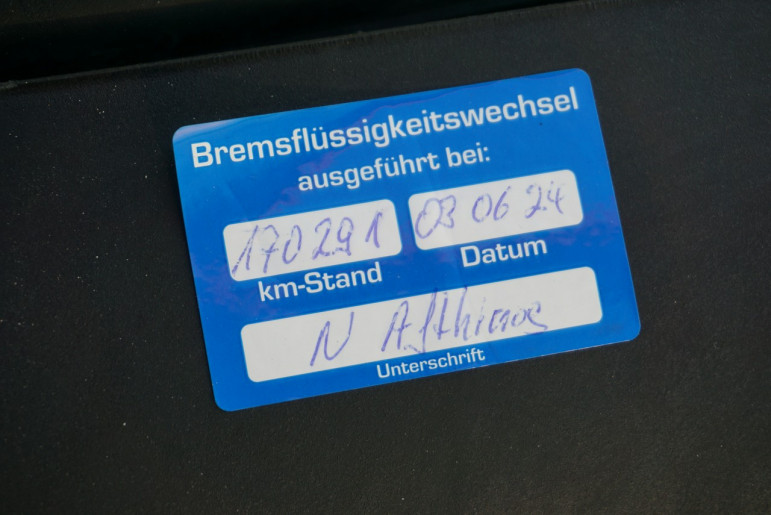 Bremsflüssigkeitswechsel
ausgeführt bei:
170291 03 06 24
km-Stand Datum
N
Unterschrift